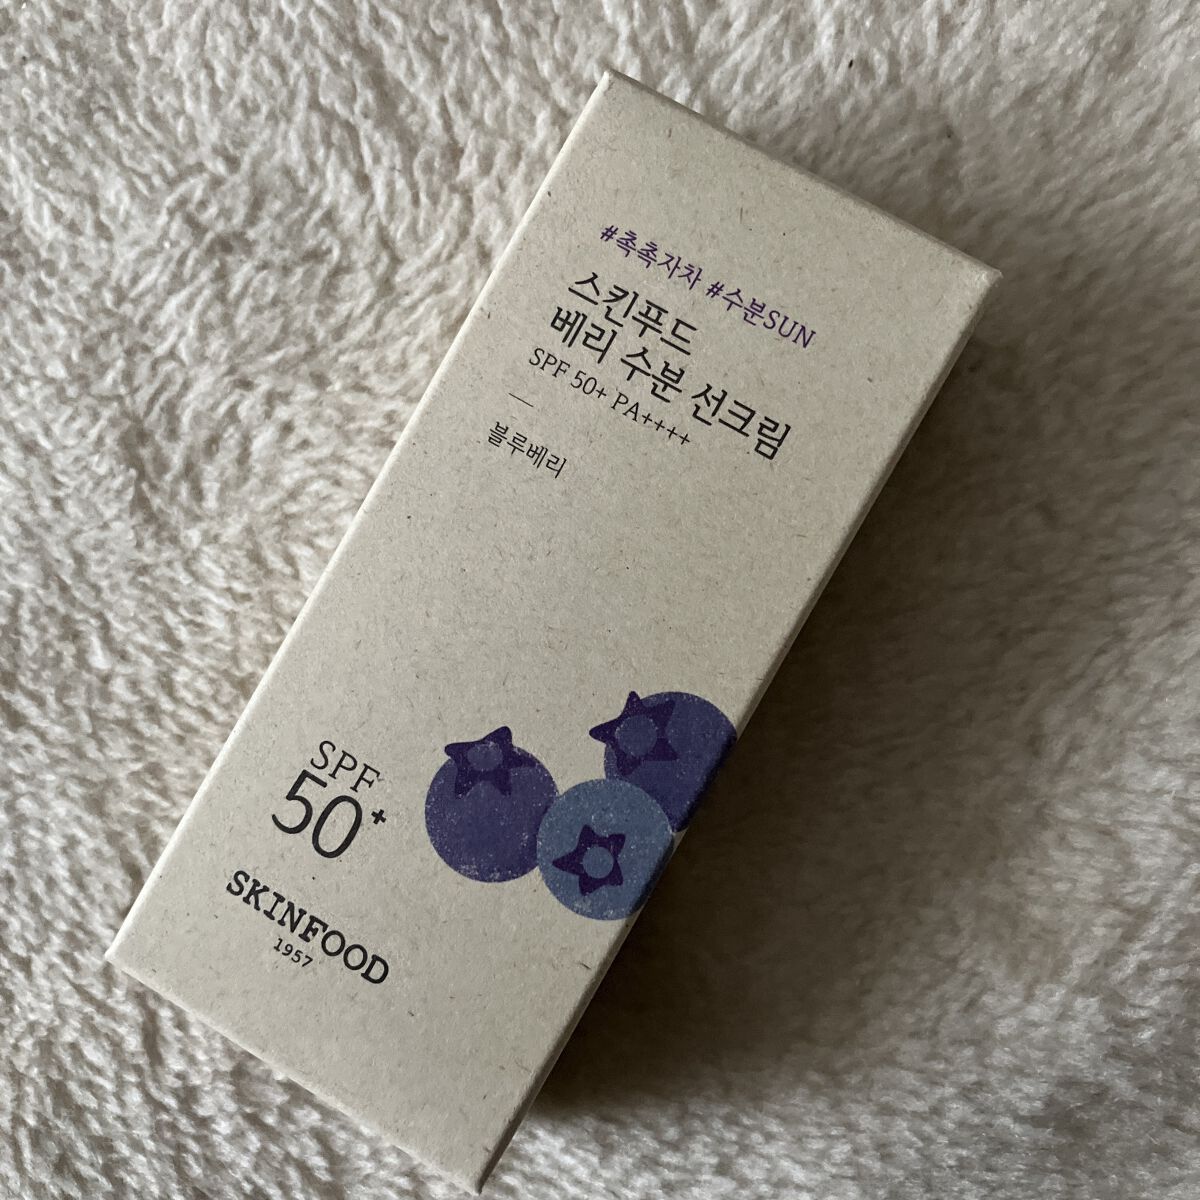 #촉촉자차 #수분SUN
스킨푸드
베리 수분 선크림
SPF 50+ PA++++
블루베리
SPF
50+
SKINFOOD
1957